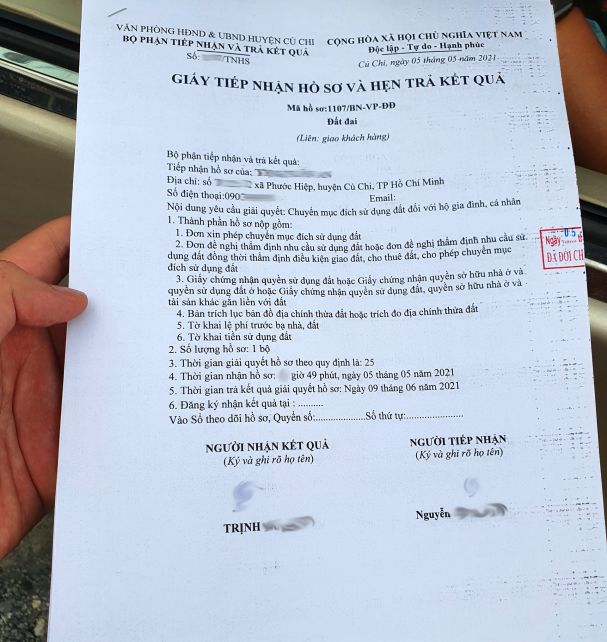 VĂN PHÒNG HĐND & UBND HUYỆN CỦ CHI
BỘ PHẬN TIẾP NHẬN VÀ TRẢ KẾT QUẢ
Số: /TNHS
CỘNG HÒA XÃ HỘI CHỦ NGHĨA VIỆT NAM
Độc lập - Tự do - Hạnh phúc
Củ Chi, ngày 05 tháng 05 năm 2021
GIẤY TIẾP NHẬN HỒ SƠ VÀ HẸN TRẢ KẾT QUẢ
Mã hồ sơ:1107/BN-VP-ĐĐ
Đất đai
(Liên: giao khách hàng)
Bộ phận tiếp nhận và trả kết quả:
Tiếp nhận hồ sơ của:
Địa chỉ: số xã Phước Hiệp, huyện Củ Chi, TP Hồ Chí Minh
Số điện thoại:090 Email:
Nội dung yêu cầu giải quyết: Chuyển mục đích sử dụng đất đối với hộ gia đình, cá nhân
1. Thành phần hồ sơ nộp gồm:
1. Đơn xin phép chuyển mục đích sử dụng đất
2. Đơn đề nghị thẩm định nhu cầu sử dụng đất hoặc đơn đề nghị thẩm định nhu cầu sử
dụng đất đồng thời thẩm định điều kiện giao đất, cho thuê đất, cho phép chuyển mục
đích sử dụng đất
3. Giấy chứng nhận quyền sử dụng đất hoặc Giấy chứng nhận quyền sở hữu nhà ở và
quyền sử dụng đất ở hoặc Giấy chứng nhận quyền sử dụng đất, quyền sở hữu nhà ở và
tài sản khác gắn liền với đất
4. Bản trích lục bản đồ địa chính thửa đất hoặc trích đo địa chính thửa đất
5. Tờ khai lệ phí trước bạ nhà, đất
6. Tờ khai tiền sử dụng đất
2. Số lượng hồ sơ: 1 bộ
3. Thời gian giải quyết hồ sơ theo quy định là: 25
4. Thời gian nhận hồ sơ: giờ 49 phút, ngày 05 tháng 05 năm 2021
5. Thời gian trả kết quả giải quyết hồ sơ: Ngày 09 tháng 06 năm 2021
6. Đăng ký nhận kết quả tại : ..........
Vào Sổ theo dõi hồ sơ, Quyển số:....................Số thứ tự:......................
NGƯỜI NHẬN KẾT QUẢ
(Ký và ghi rõ họ tên)
TRỊNH
NGƯỜI TIẾP NHẬN
(Ký và ghi rõ họ tên)
Nguyễn
Ngày 05
ĐÃ ĐỐI CH